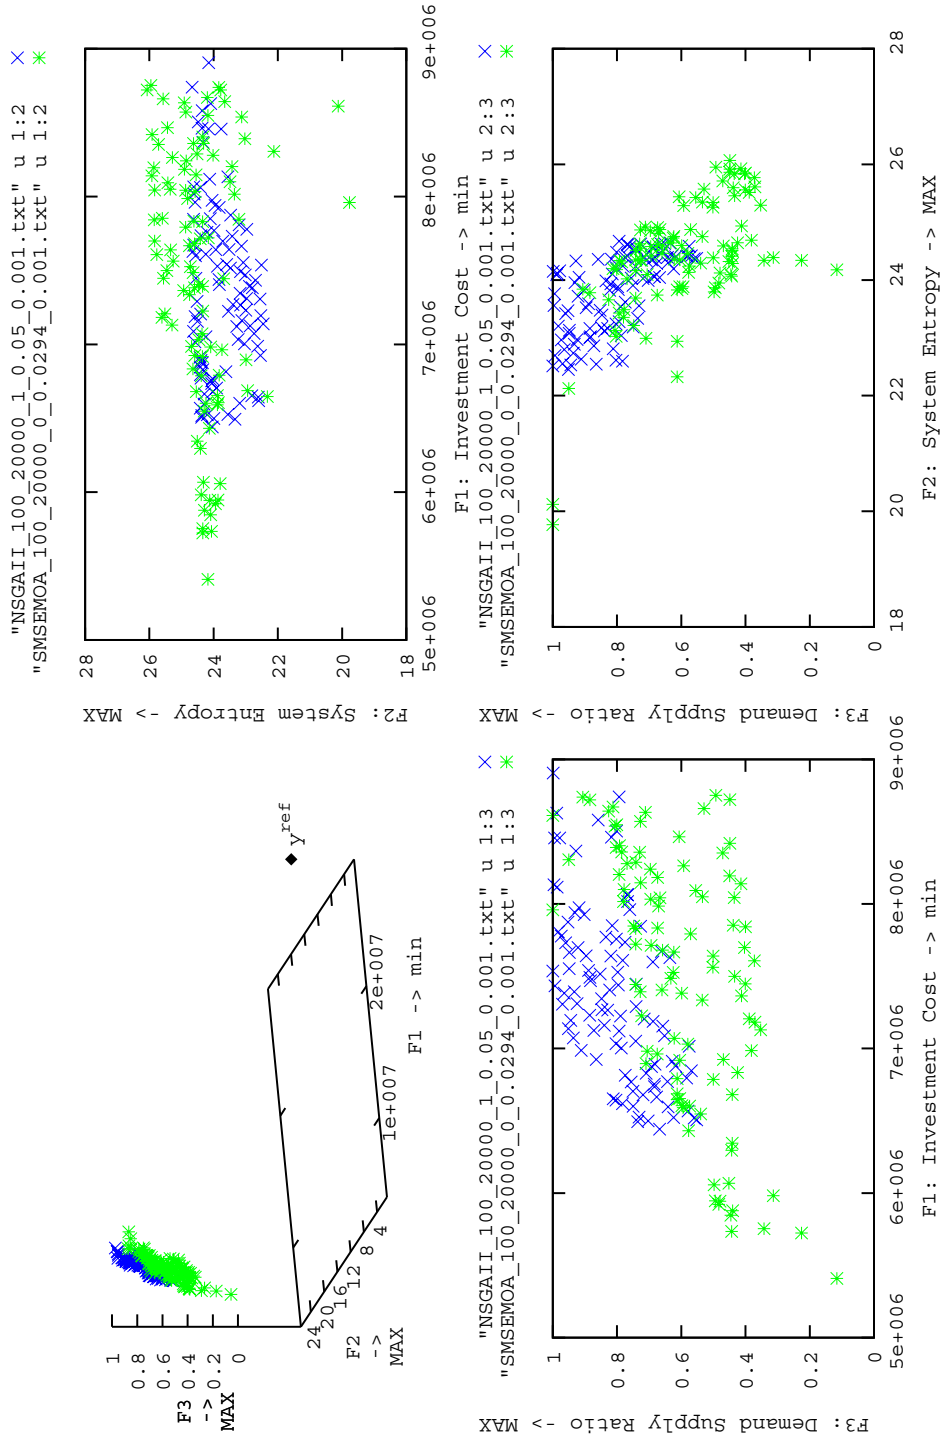 F3
->
MAX
1
0.8
0.6
0.4
0.2
0
24
20
16
12
8
4
F2
->
MAX
1e+007
2e+007
F1 -> min
y^ref
"NSGAII_100_20000_1_0.05_0.001.txt" u 1:2
"SMSEMOA_100_20000_0_0.0294_0.001.txt" u 1:2
F2: System Entropy -> MAX
28
26
24
22
20
18
5e+006 6e+006 7e+006 8e+006 9e+006
F1: Investment Cost -> min
"NSGAII_100_20000_1_0.05_0.001.txt" u 1:3
"SMSEMOA_100_20000_0_0.0294_0.001.txt" u 1:3
F3: Demand Supply Ratio -> MAX
1
0.8
0.6
0.4
0.2
0
5e+006 6e+006 7e+006 8e+006 9e+006
F1: Investment Cost -> min
"NSGAII_100_20000_1_0.05_0.001.txt" u 2:3
"SMSEMOA_100_20000_0_0.0294_0.001.txt" u 2:3
F3: Demand Supply Ratio -> MAX
1
0.8
0.6
0.4
0.2
0
18 20 22 24 26 28
F2: System Entropy -> MAX